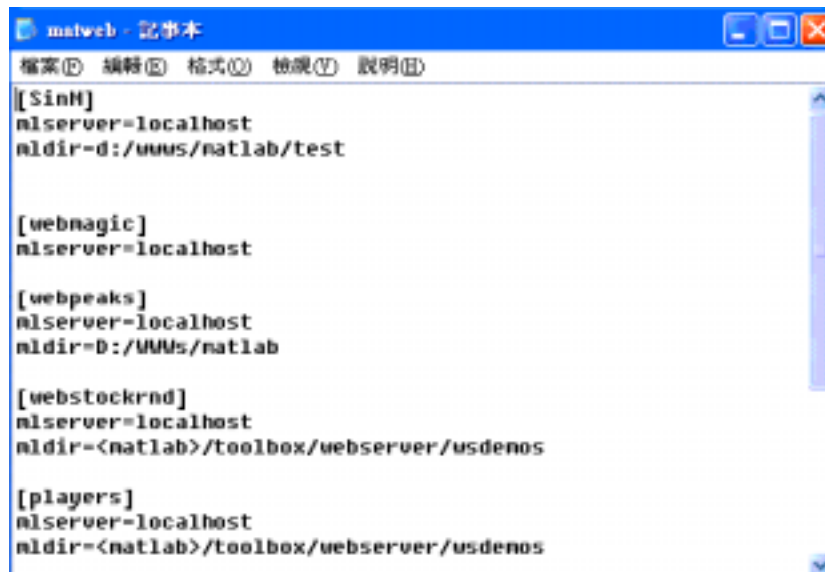 matweb - 記事本
檔案(F) 編輯(E) 格式(O) 檢視(V) 說明(H)
[SinM]
mlserver=localhost
mldir=d:/wwws/matlab/test
[webmagic]
mlserver=localhost
[webpeaks]
mlserver=localhost
mldir=D:/WWWs/matlab
[webstockrnd]
mlserver=localhost
mldir=<matlab>/toolbox/webserver/wsdemos
[players]
mlserver=localhost
mldir=<matlab>/toolbox/webserver/wsdemos